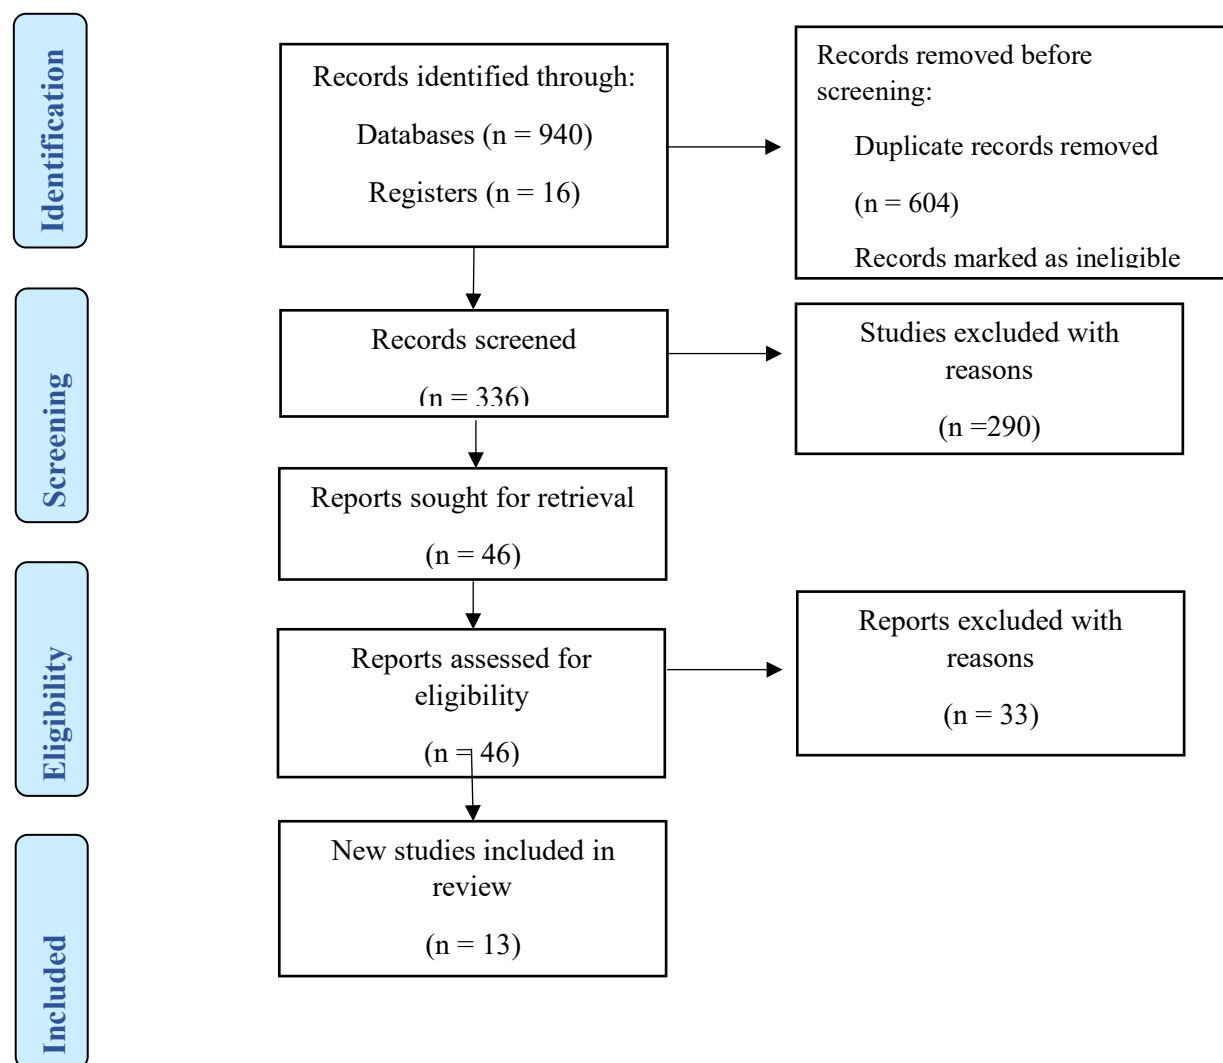 Identification
Records identified through:
Databases (n = 940)
Registers (n = 16)
Records removed before
screening:
Duplicate records removed
(n = 604)
Records marked as ineligible
Screening
Records screened
(n = 336)
Studies excluded with
reasons
(n =290)
Reports sought for retrieval
(n = 46)
Eligibility
Reports assessed for
eligibility
(n = 46)
Reports excluded with
reasons
(n = 33)
Included
New studies included in
review
(n = 13)